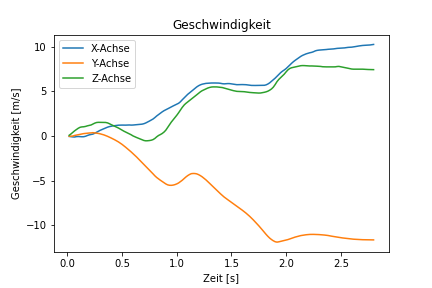 Geschwindigkeit
X-Achse
Y-Achse
Z-Achse
Geschwindigkeit [m/s]
10
5
0
−5
−10
0.0 0.5 1.0 1.5 2.0 2.5
Zeit [s]